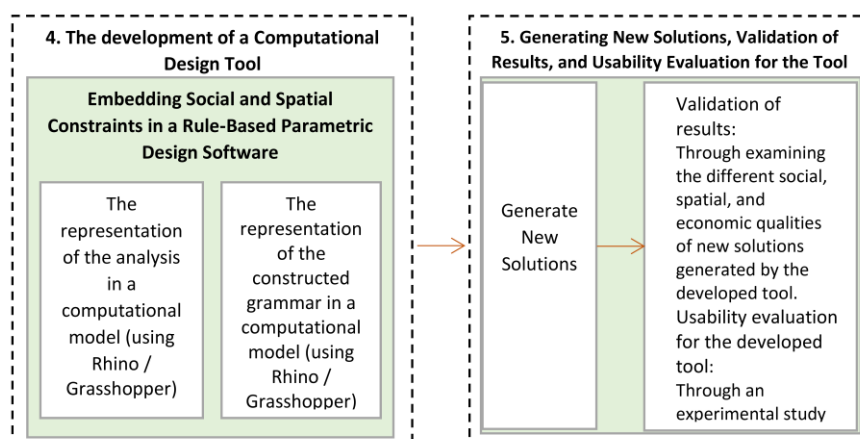 4. The development of a Computational
Design Tool
Embedding Social and Spatial
Constraints in a Rule-Based Parametric
Design Software
The
representation
of the analysis
in a
computational
model (using
Rhino /
Grasshopper)
The
representation
of the
constructed
grammar in a
computational
model (using
Rhino /
Grasshopper)
5. Generating New Solutions, Validation of
Results, and Usability Evaluation for the Tool
Generate
New
Solutions
Validation of
results:
Through examining
the different social,
spatial, and
economic qualities
of new solutions
generated by the
developed tool.
Usability evaluation
for the developed
tool:
Through an
experimental study